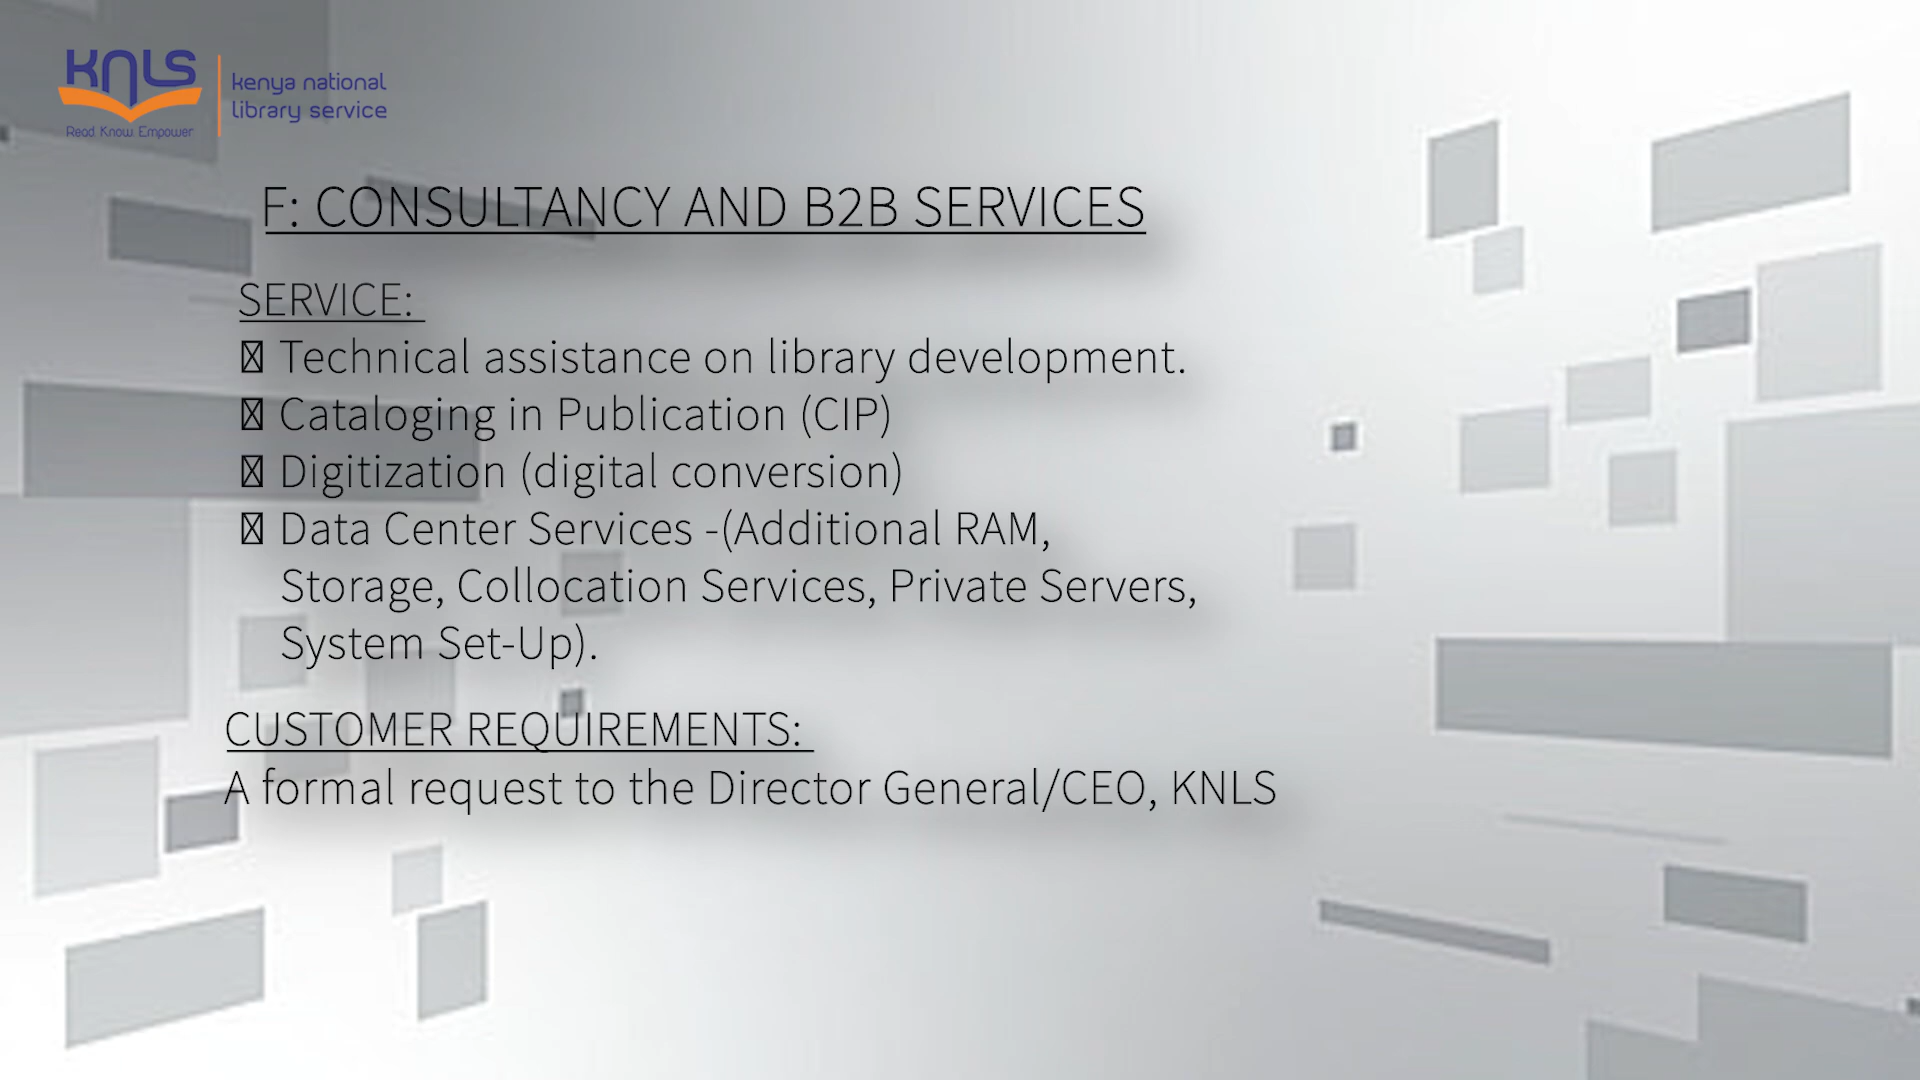 KNLS
Read Know Empower
kenya national
library service
F: CONSULTANCY AND B2B SERVICES
SERVICE:
Technical assistance on library development.
Cataloging in Publication (CIP)
Digitization (digital conversion)
Data Center Services -(Additional RAM,
Storage, Collocation Services, Private Servers,
System Set-Up).
CUSTOMER REQUIREMENTS:
A formal request to the Director General/CEO, KNLS